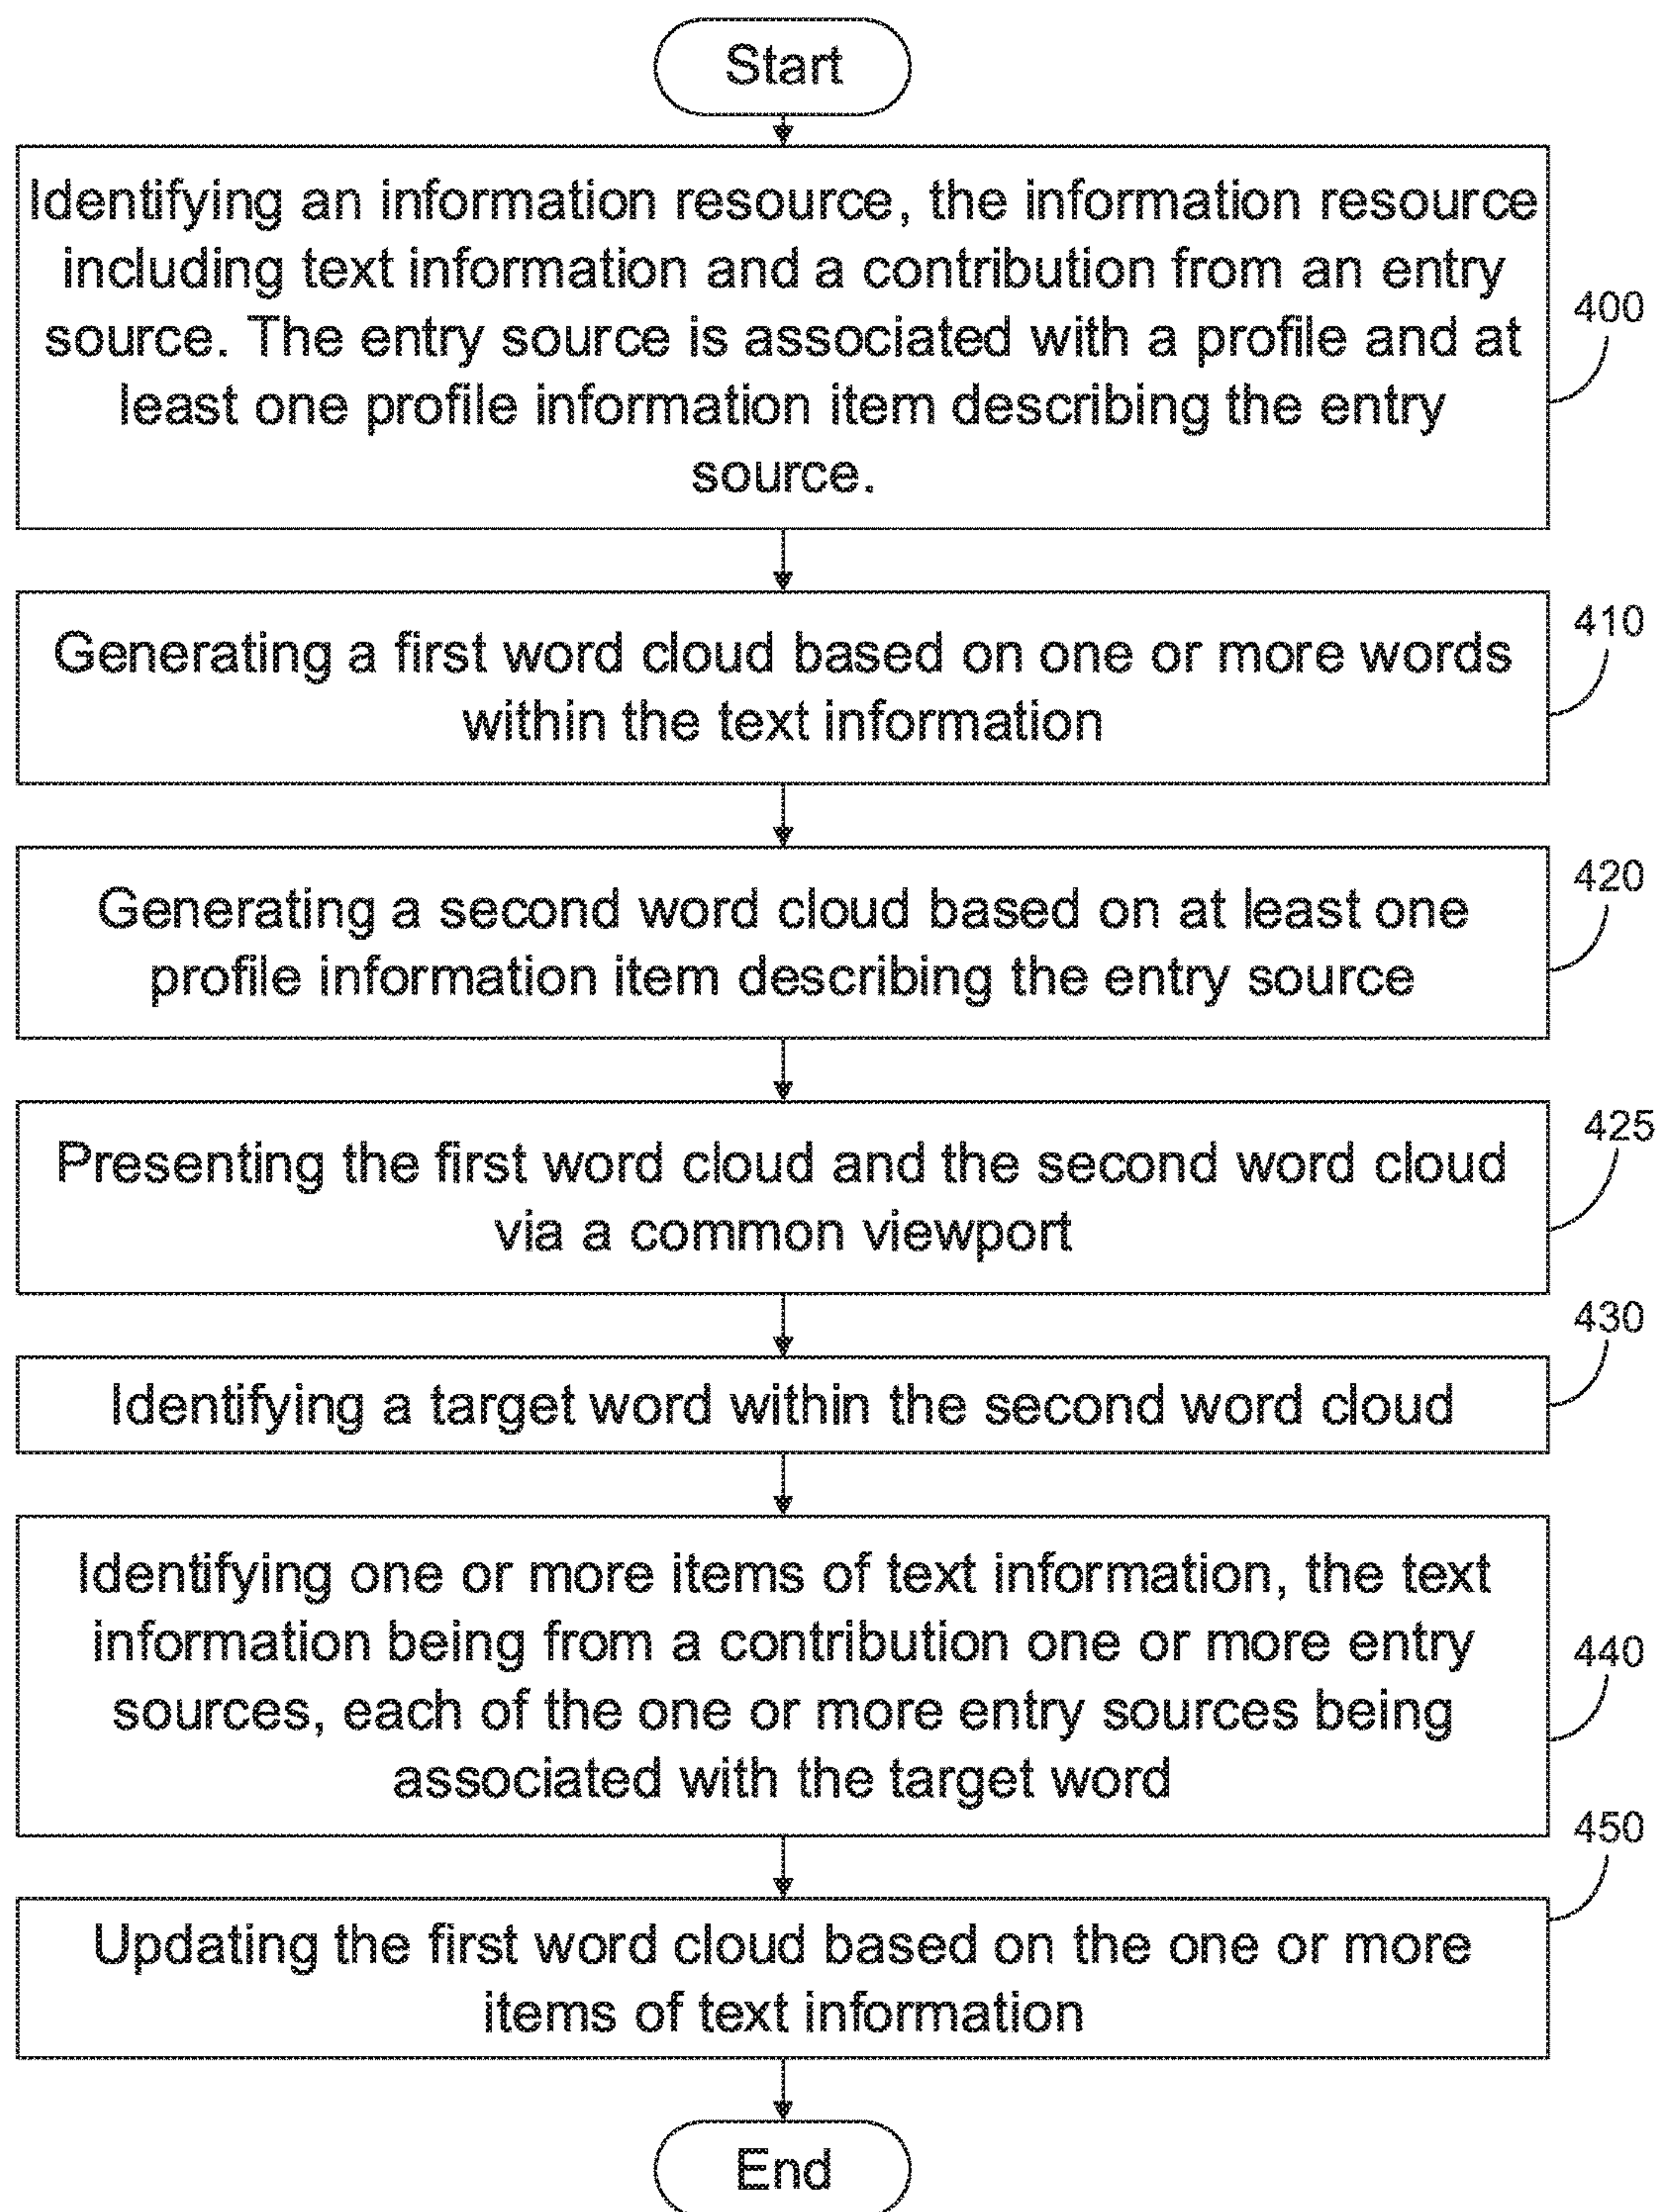 Start
Identifying an information resource, the information resource
including text information and a contribution from an entry
source. The entry source is associated with a profile and at
least one profile information item describing the entry
source.
400
Generating a first word cloud based on one or more words
within the text information
410
Generating a second word cloud based on at least one
profile information item describing the entry source
420
Presenting the first word cloud and the second word cloud
via a common viewport
425
Identifying a target word within the second word cloud
430
Identifying one or more items of text information, the text
information being from a contribution one or more entry
sources, each of the one or more entry sources being
associated with the target word
440
Updating the first word cloud based on the one or more
items of text information
450
End